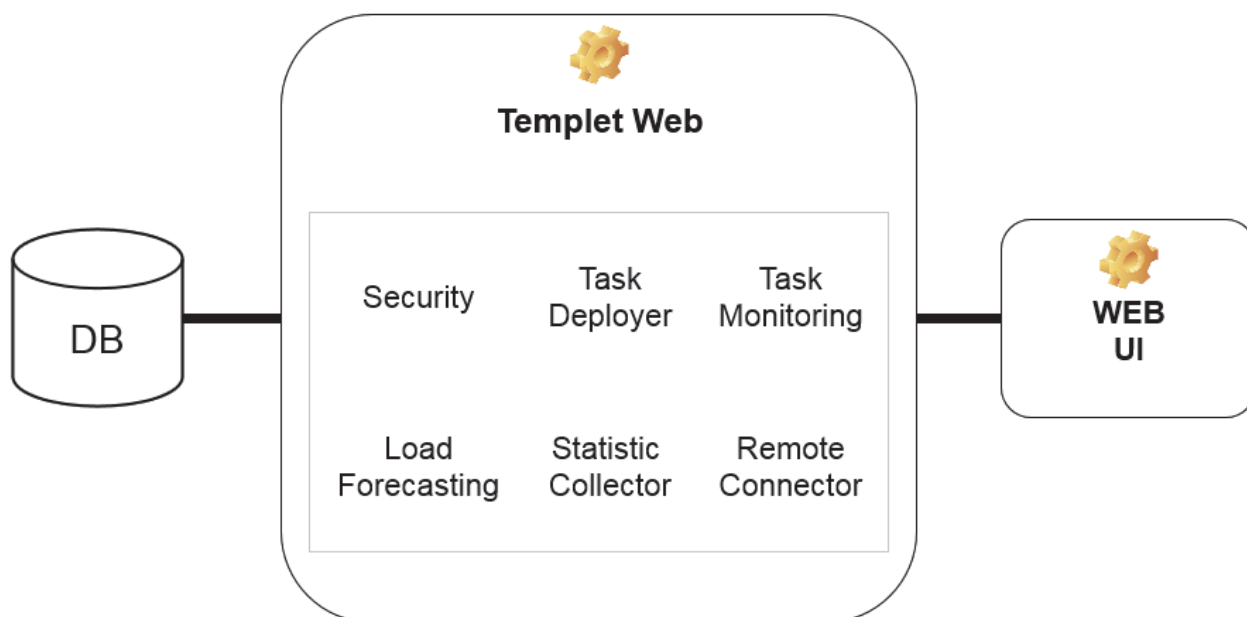 Templet Web
DB
Security
Task
Deployer
Task
Monitoring
Load
Forecasting
Statistic
Collector
Remote
Connector
WEB
UI